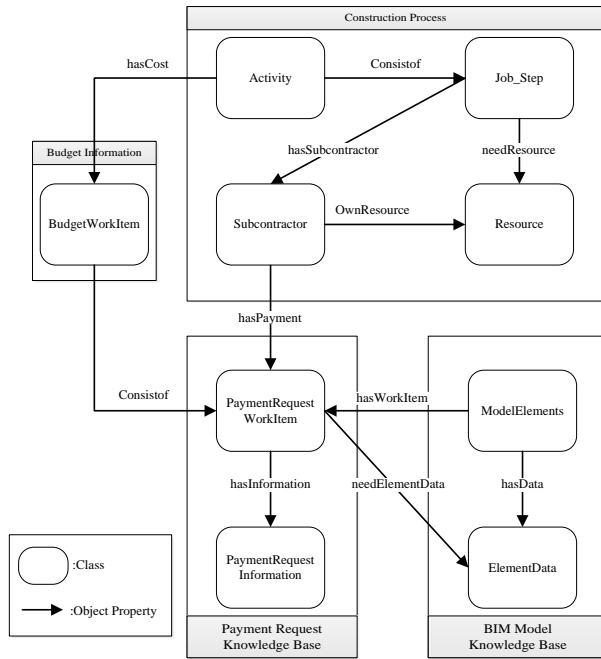 Construction Process
hasCost
Activity
Consistof
Job_Step
hasSubcontractor
needResource
Budget Information
BudgetWorkItem
Subcontractor
OwnResource
Resource
hasPayment
Consistof
PaymentRequest
WorkItem
hasWorkItem
ModelElements
hasInformation
needElementData
hasData
PaymentRequest
Information
ElementData
:Class
:Object Property
Payment Request
Knowledge Base
BIM Model
Knowledge Base